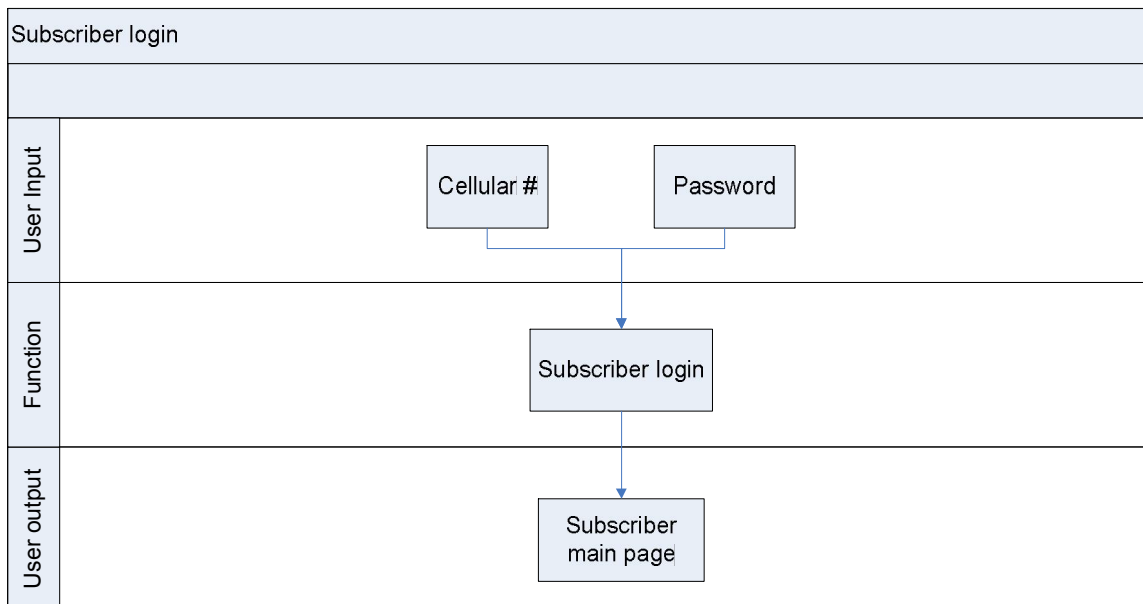 Subscriber login
User Input
Cellular #
Password
Function
Subscriber login
User output
Subscriber
main page